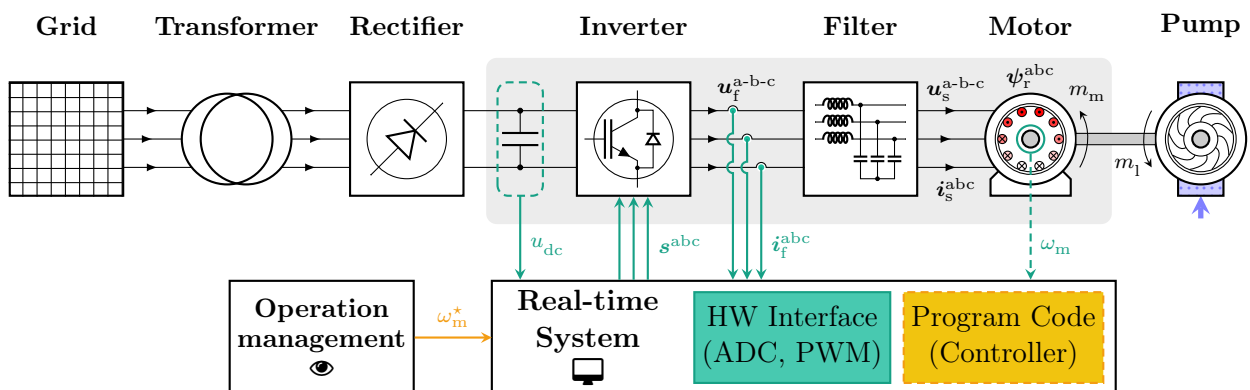 Grid Transformer Rectifier Inverter Filter Motor Pump
u_f^{a-b-c} u_s^{a-b-c} ψ_r^{abc} m_m
m_l
i_s^{abc}
u_dc s^{abc} i_f^{abc} ω_m
Operation
management
ω_m^⋆
Real-time
System
HW Interface
(ADC, PWM)
Program Code
(Controller)